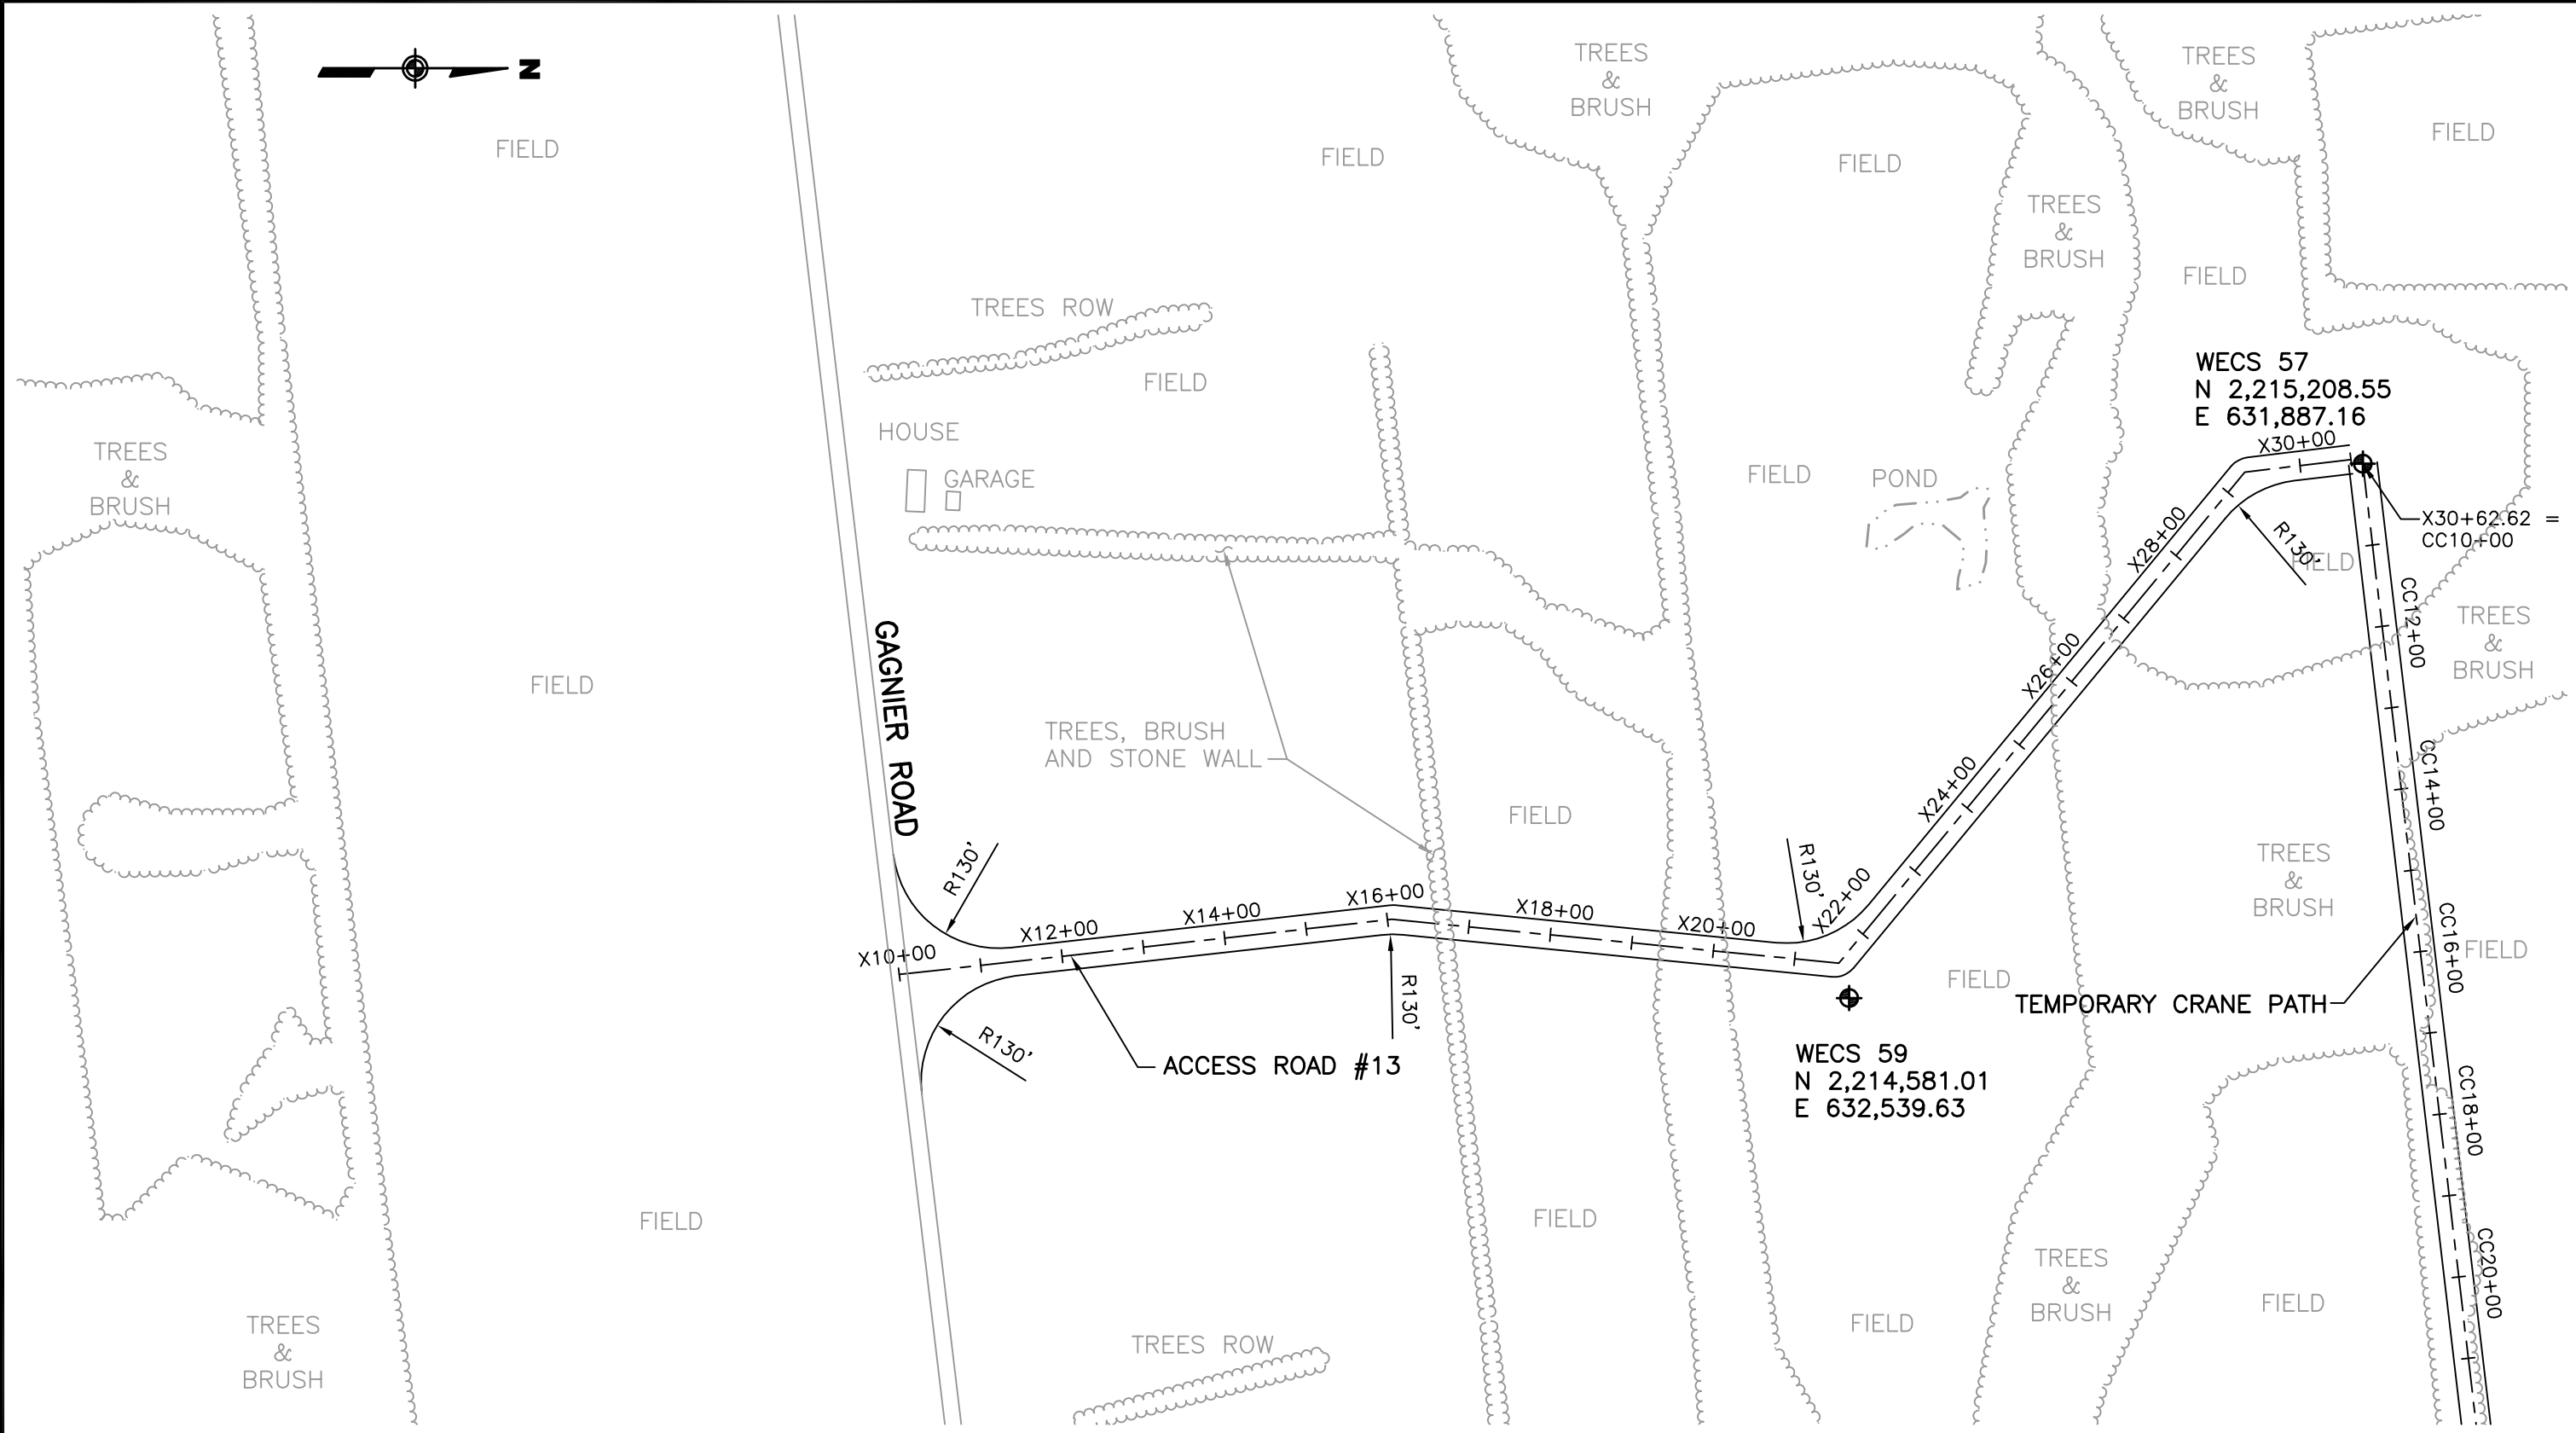 N
FIELD
FIELD
TREES
&
BRUSH
FIELD
TREES
&
BRUSH
FIELD
TREES
&
BRUSH
FIELD
TREES ROW
FIELD
HOUSE
GARAGE
TREES
&
BRUSH
FIELD
POND
WECS 57
N 2,215,208.55
E 631,887.16
X30+00
X30+62.62 =
CC10+00
R130'
FIELD
X28+00
CC12+00
TREES
&
BRUSH
X26+00
FIELD
GAGNIER ROAD
TREES, BRUSH
AND STONE WALL
FIELD
X24+00
CC14+00
R130'
R130'
X22+00
TREES
&
BRUSH
X10+00
X12+00
X14+00
X16+00
X18+00
X20+00
CC16+00
FIELD
FIELD
TEMPORARY CRANE PATH
R130'
R130'
ACCESS ROAD #13
WECS 59
N 2,214,581.01
E 632,539.63
CC18+00
FIELD
FIELD
TREES
&
BRUSH
CC20+00
FIELD
FIELD
TREES
&
BRUSH
TREES ROW